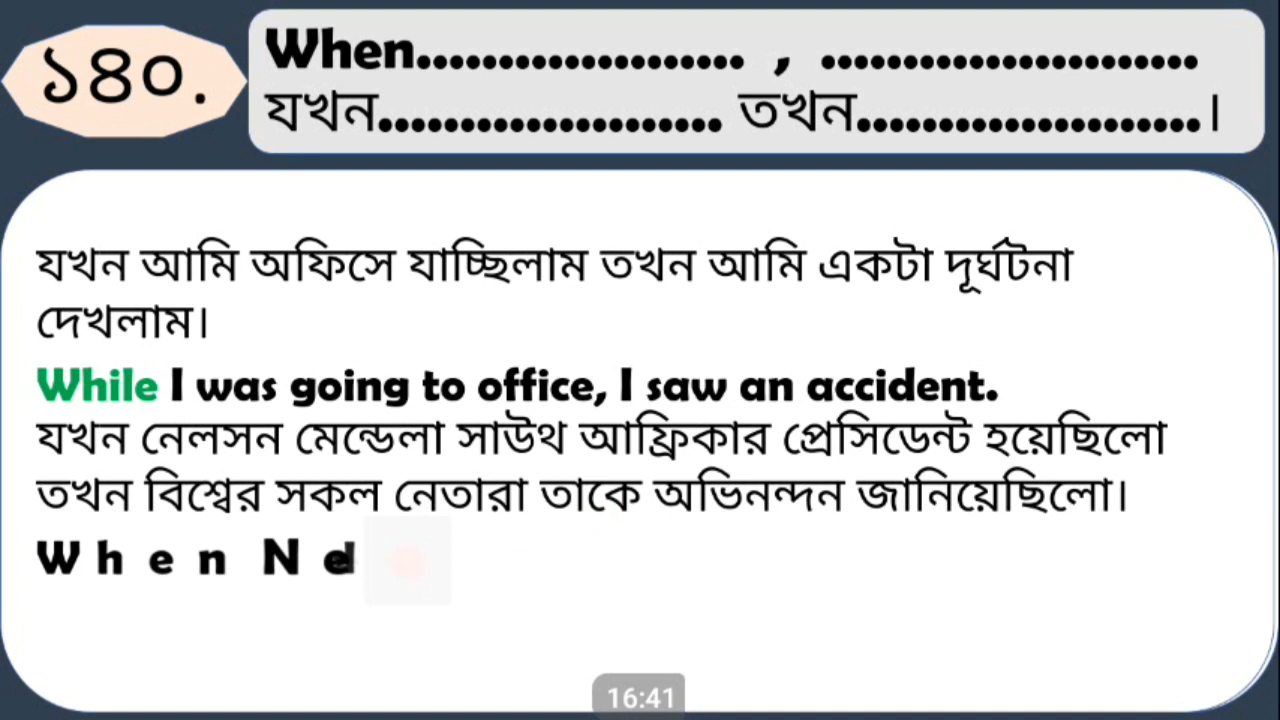 ১৪০.
When..................... , ........................
যখন...................... তখন......................।
যখন আমি অফিসে যাচ্ছিলাম তখন আমি একটা দূর্ঘটনা
দেখলাম।
While I was going to office, I saw an accident.
যখন নেলসন মেন্ডেলা সাউথ আফ্রিকার প্রেসিডেন্ট হয়েছিলো
তখন বিশ্বের সকল নেতারা তাকে অভিনন্দন জানিয়েছিলো।
When
16:41